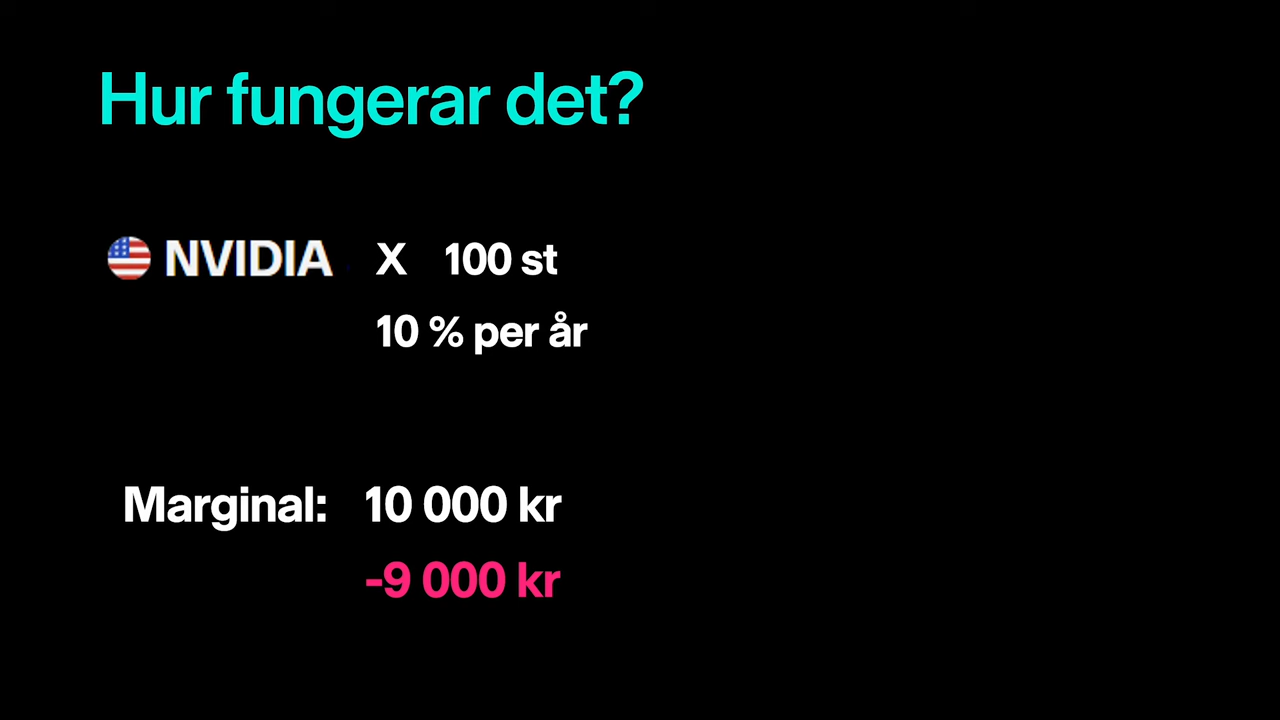 Hur fungerar det?
NVIDIA X 100 st
10 % per år
Marginal: 10 000 kr
-9 000 kr